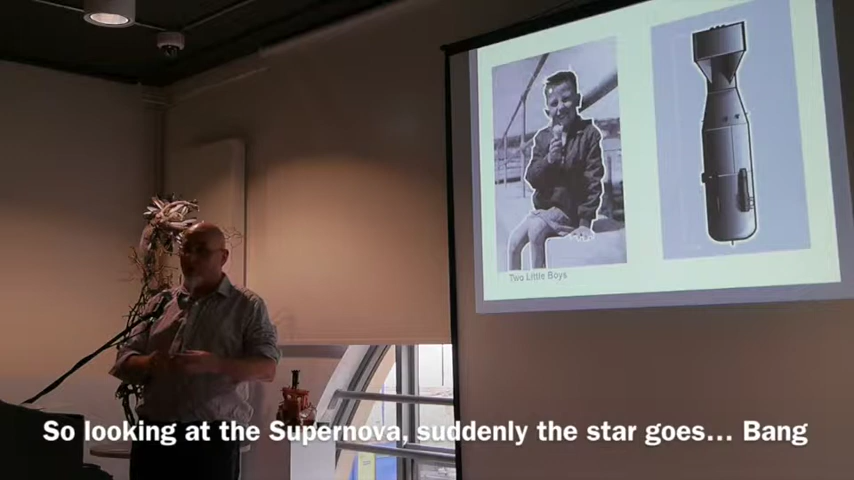 Two Little Boys
So looking at the Supernova, suddenly the star goes... Bang